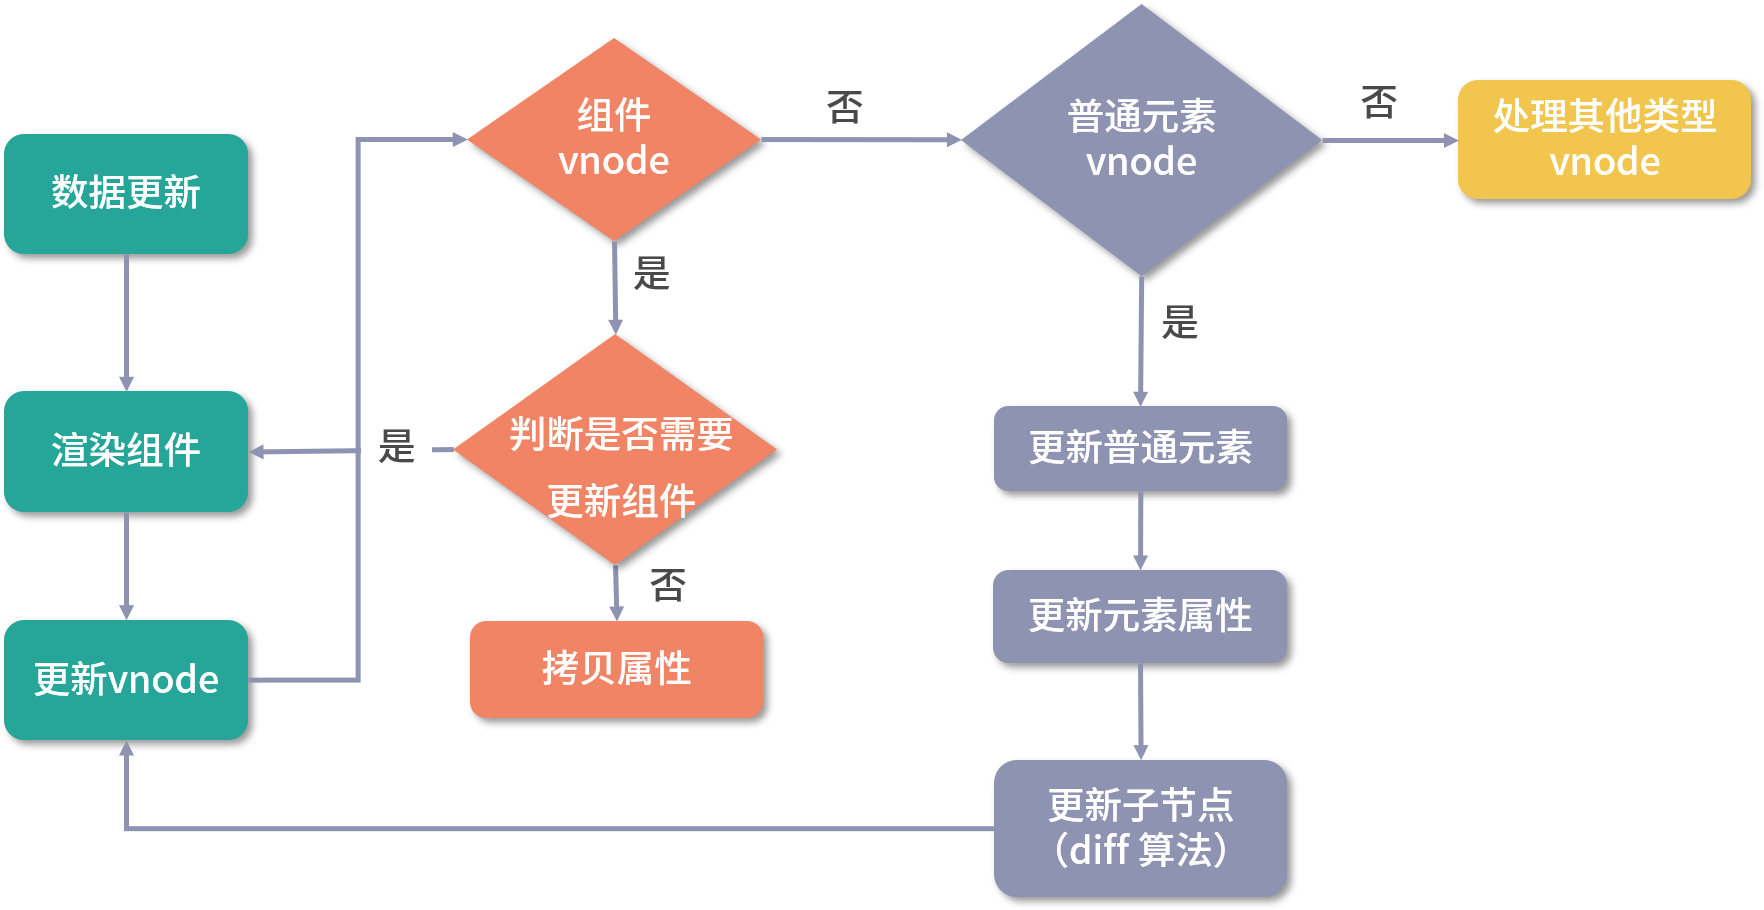 数据更新
渲染组件
更新vnode
组件
vnode
否
是
判断是否需要
更新组件
是
否
拷贝属性
普通元素
vnode
否
处理其他类型
vnode
是
更新普通元素
更新元素属性
更新子节点
（diff 算法）